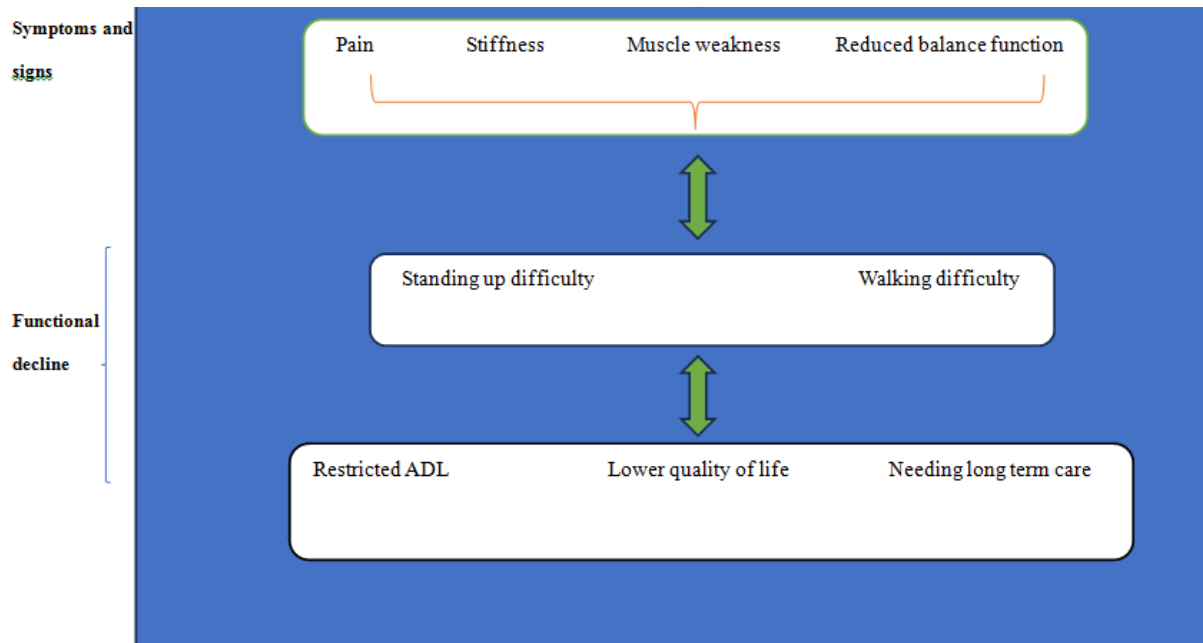 Symptoms and
signs
Pain Stiffness Muscle weakness Reduced balance function
Standing up difficulty Walking difficulty
Functional
decline
Restricted ADL Lower quality of life Needing long term care